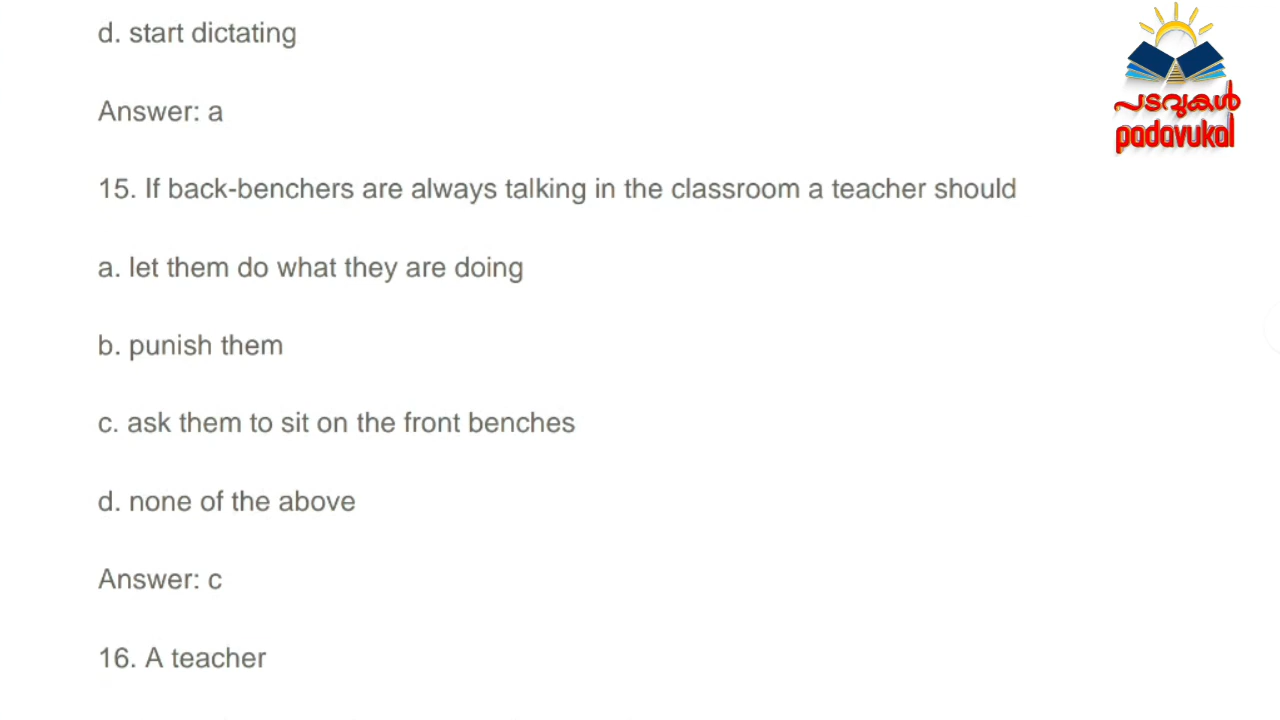 d. start dictating
പടവുകൾ
padavukal
Answer: a
15. If back-benchers are always talking in the classroom a teacher should
a. let them do what they are doing
b. punish them
c. ask them to sit on the front benches
d. none of the above
Answer: c
16. A teacher